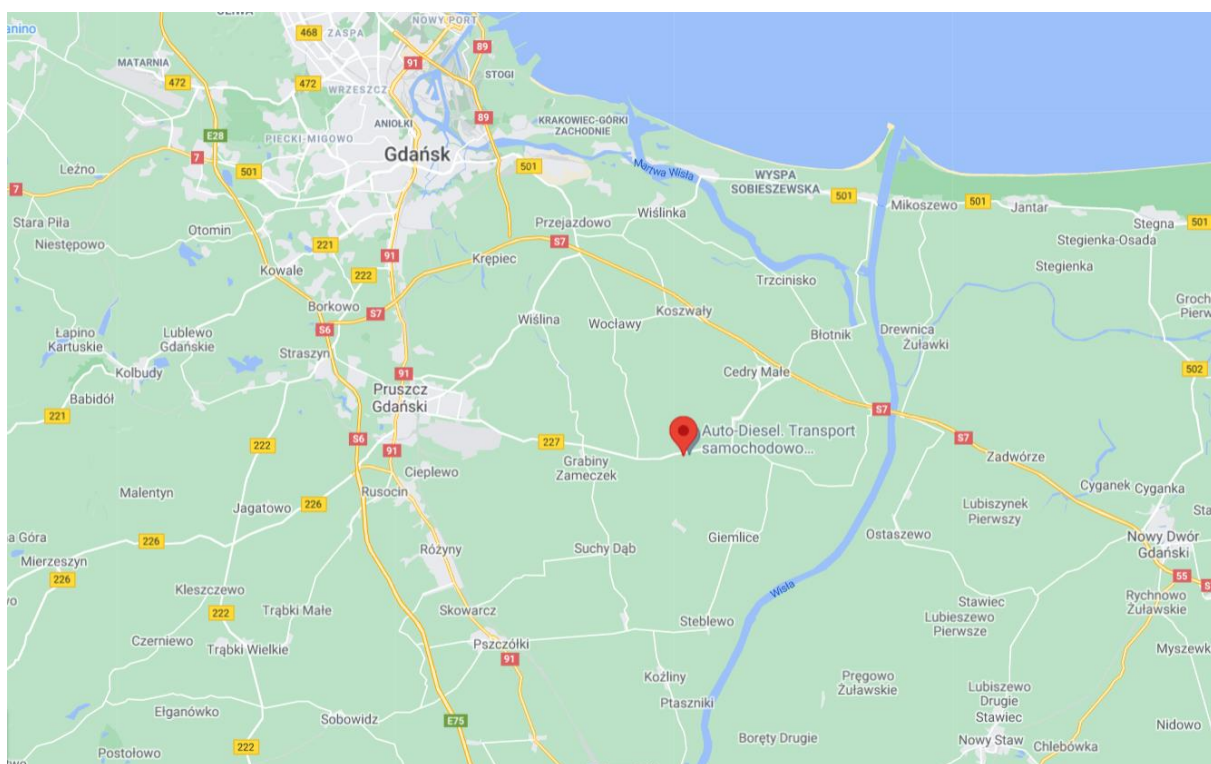 NOWY PORT
468
ZASPA
89
91
MATARNIA
STOGI
472
472
WRZESZCZ
89
ANIOŁKI
KRAKOWIEC-GÓRKI
ZACHODNIE
E28
PIECKI-MIGOWO
7
Gdańsk
Leźno
501
501
Martwa Wisła
WYSPA
SOBIESZEWSKA
7
501
Mikoszewo
501
Jantar
Stara Piła
Przejazdowo
Wiślinka
Stegna
501
Niestępowo
Otomin
221
S7
Stegienka-Osada
91
Krępiec
Kowale
222
Stegienka
Trzcinisko
Borkowo
S7
Koszwały
Łapino
Kartuskie
Lublewo
Gdańskie
S6
Wiślina
Wocławy
Błotnik
Drewnica
Żuławki
Straszyn
Kolbudy
91
Cedry Małe
502
Babidół
Pruszcz
Gdański
221
S7
222
S6
227
Auto-Diesel. Transport
samochodowo...
S7
91
Grabiny
Zameczek
Zadwórze
Cieplewo
Malentyn
Rusocin
Cyganek
Cyganka
Jagatowo
226
Lubiszynek
Pierwszy
226
Ostaszewo
Nowy Dwór
Gdański
Mierzeszyn
Różyny
Suchy Dąb
Giemlice
226
55
Kleszczewo
Wisła
Rychnowo
Żuławskie
222
Trąbki Małe
Skowarcz
Stawiec
Lubieszewo
Pierwsze
Steblewo
Czerniewo
Trąbki Wielkie
Pszczółki
91
Koźliny
Pręgowo
Żuławskie
Lubiszewo
Drugie
Ełganówko
Sobowidz
E75
Ptaszniki
Stawiec
Nidowo
222
Boręty Drugie
Nowy Staw
Chlebówka
Postołowo